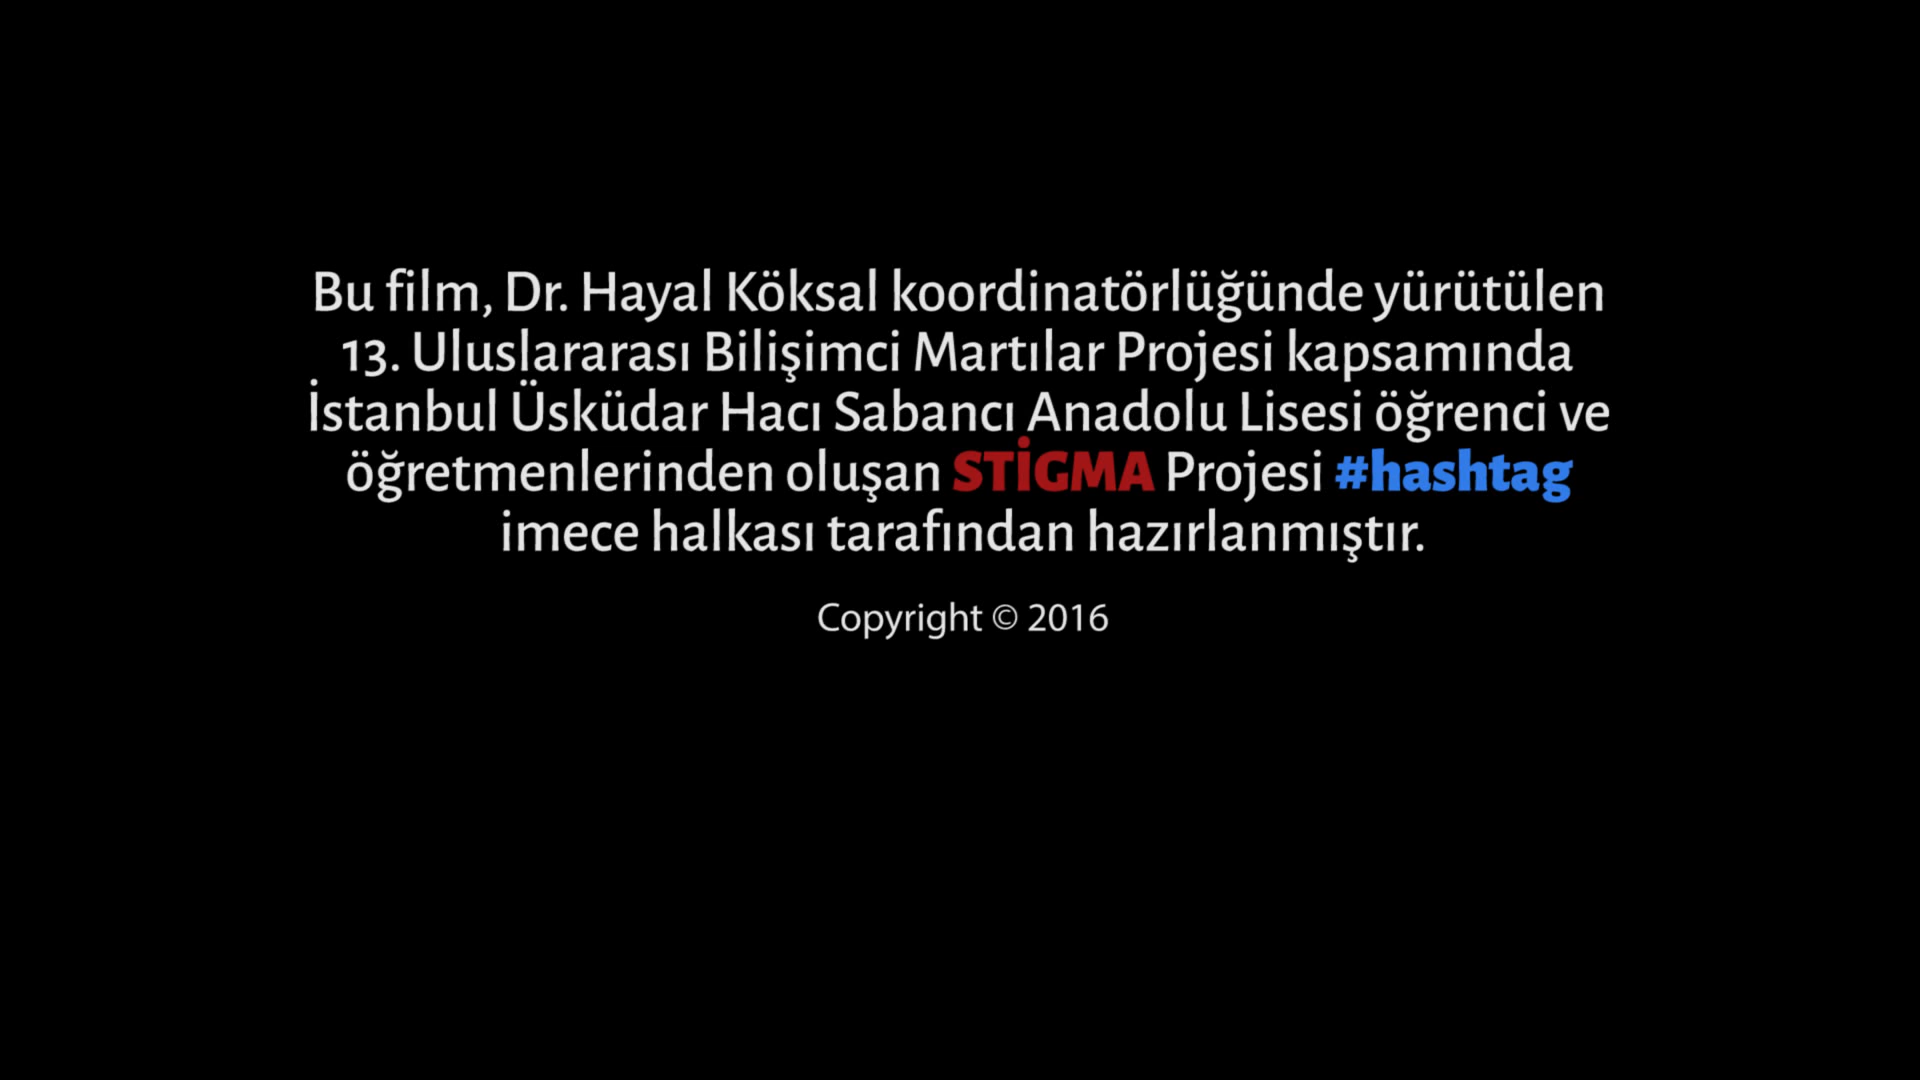 Bu film, Dr. Hayal Köksal koordinatörlüğünde yürütülen
13. Uluslararası Bilişimci Martılar Projesi kapsamında
İstanbul Üsküdar Hacı Sabancı Anadolu Lisesi öğrenci ve
öğretmenlerinden oluşan STİGMA Projesi #hashtag
imece halkası tarafından hazırlanmıştır.
Copyright © 2016